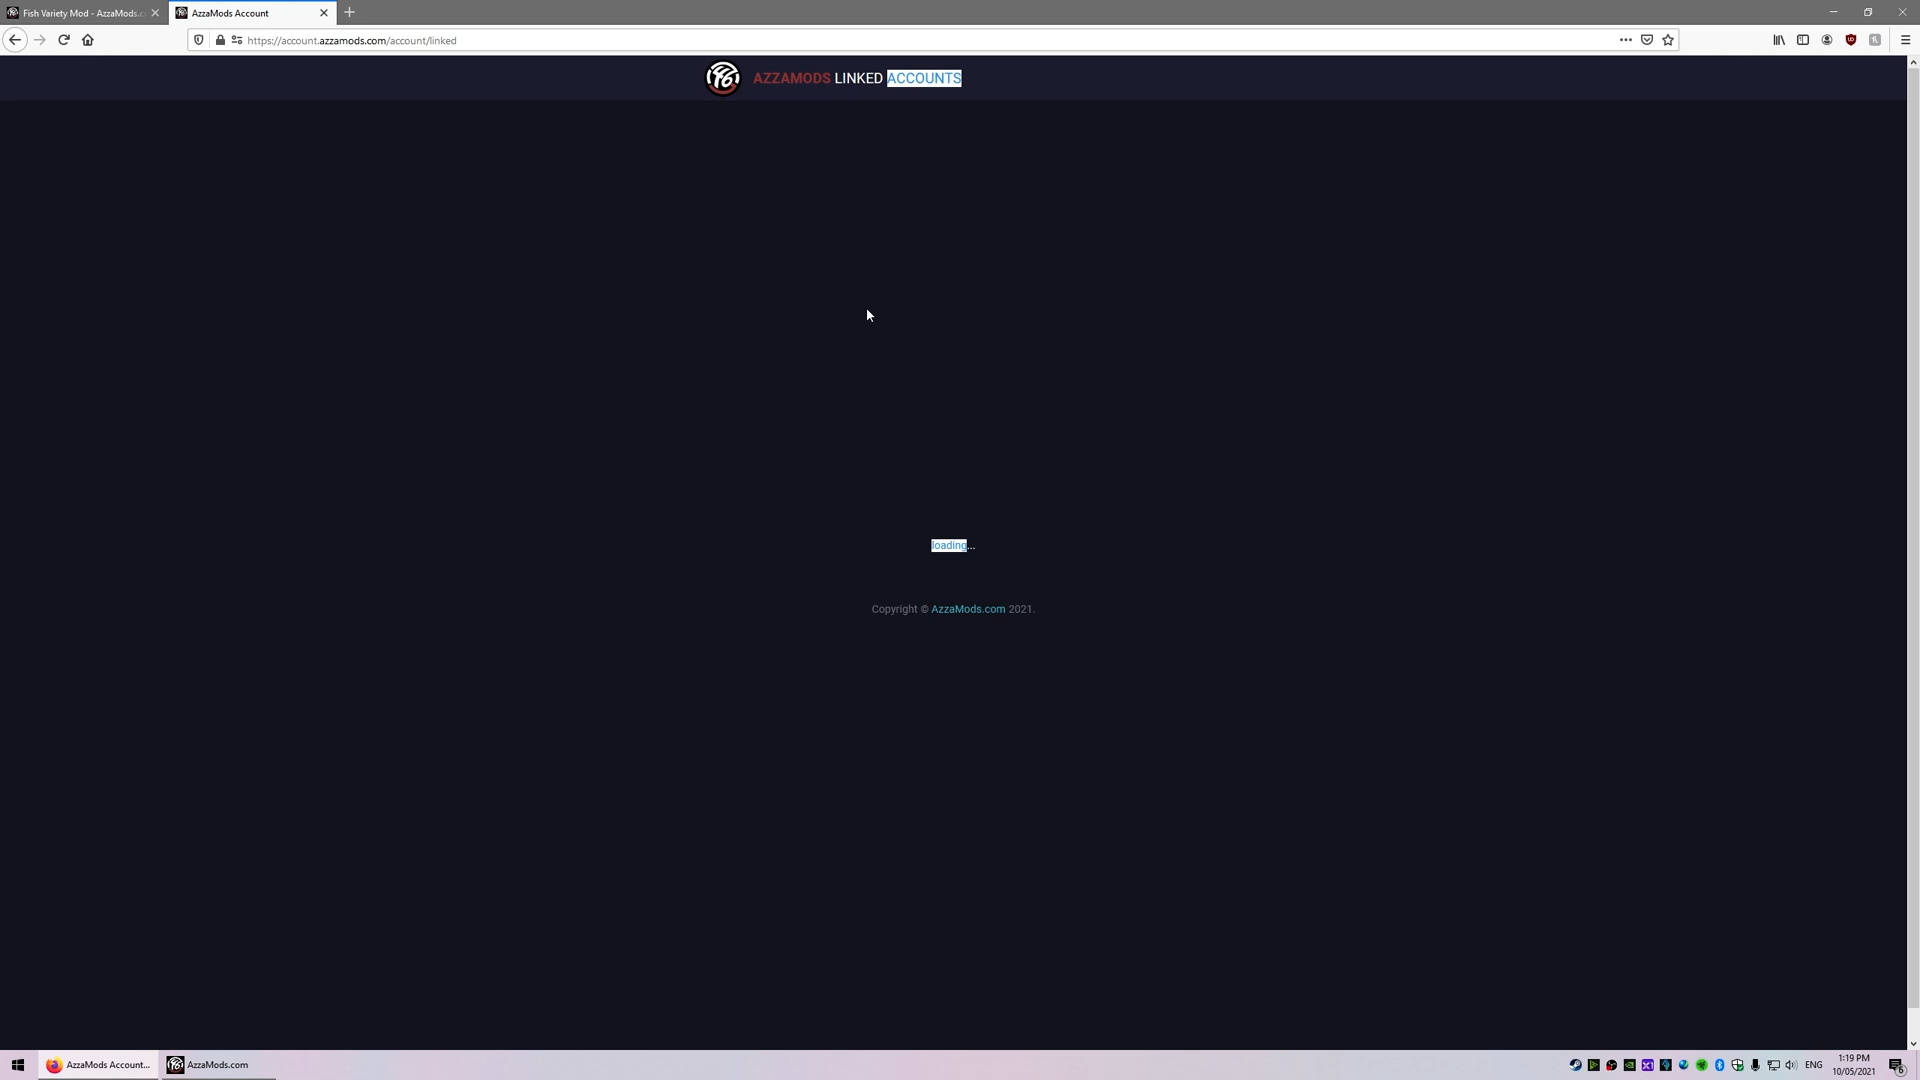 Fish Variety Mod - AzzaMods.c
AzzaMods Account
https://account.azzamods.com/account/linked
AZZAMODS LINKED ACCOUNTS
loading...
Copyright © AzzaMods.com 2021.
AzzaMods Account...
AzzaMods.com
ENG
1:19 PM
10/05/2021
6